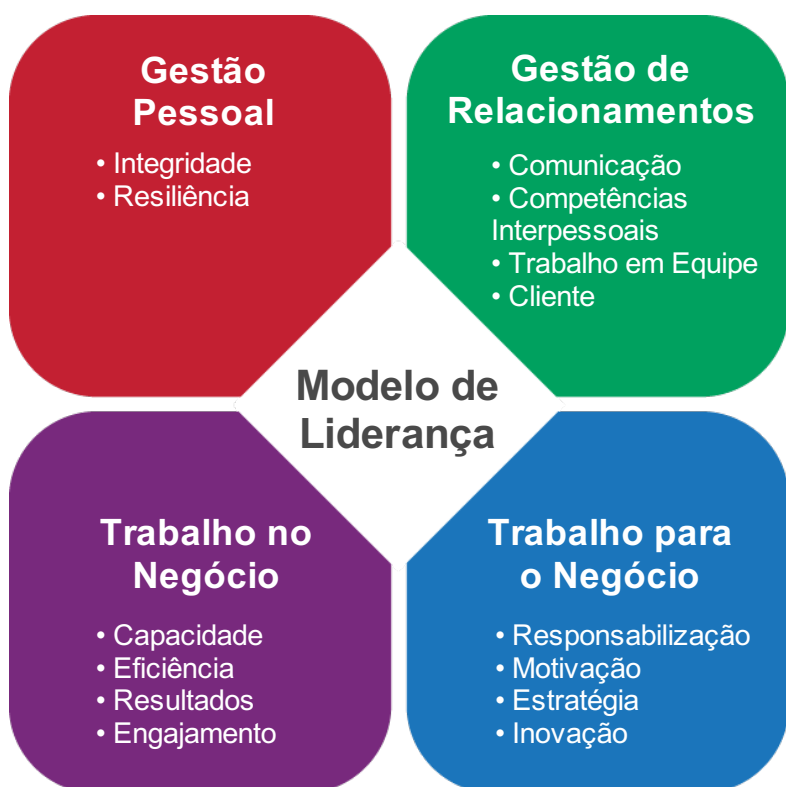 Gestão
Pessoal
• Integridade
• Resiliência
Gestão de
Relacionamentos
• Comunicação
• Competências
Interpessoais
• Trabalho em Equipe
• Cliente
Modelo de
Liderança
Trabalho no
Negócio
• Capacidade
• Eficiência
• Resultados
• Engajamento
Trabalho para
o Negócio
• Responsabilização
• Motivação
• Estratégia
• Inovação